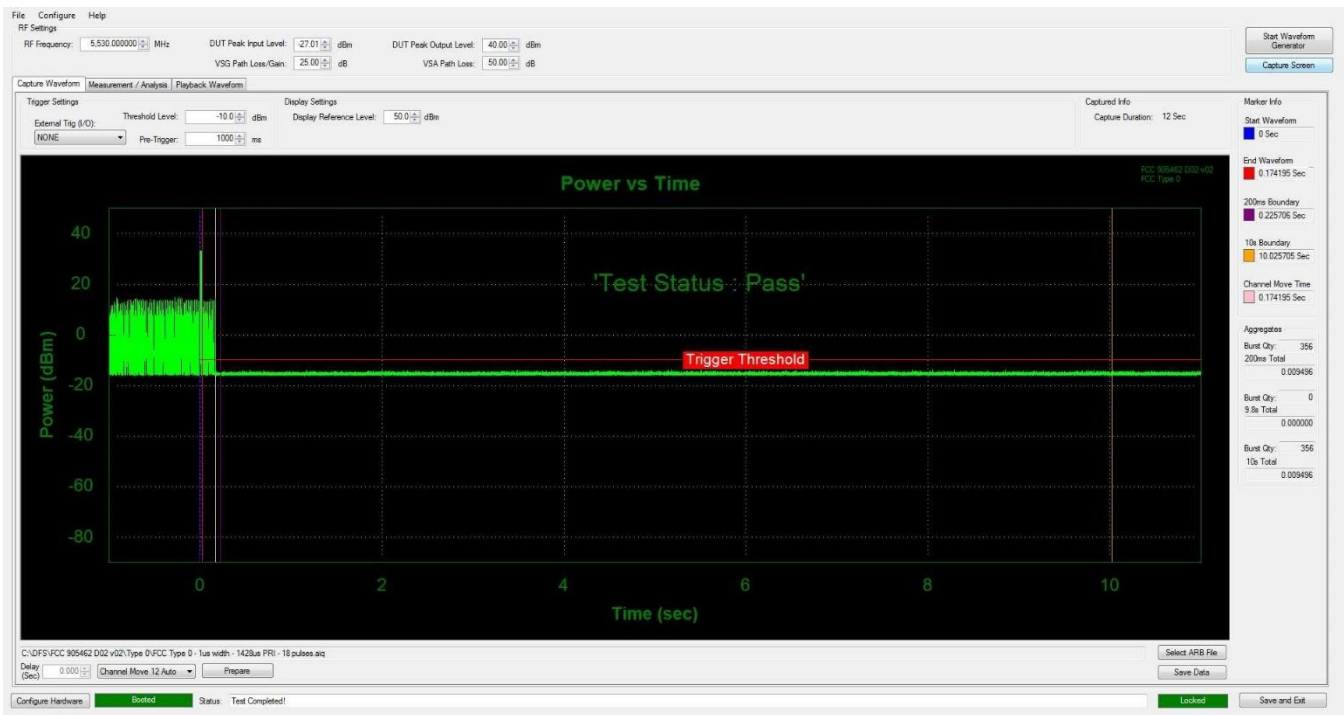 File Configure Help
RF Settings
RF Frequency: 5,530.000000 MHz DUT Peak Input Level: -27.01 dBm DUT Peak Output Level: 40.00 dBm
VSG Path Loss/Gain: 25.00 dB VSA Path Loss: 50.00 dB
Start Waveform
Generator
Capture Screen
Capture Waveform Measurement / Analysis Playback Waveform
Trigger Settings
External Trig (I/O): Threshold Level: -10.0 dBm
NONE Pre-Trigger: 1000 ms
Display Settings
Display Reference Level: 50.0 dBm
Captured Info
Capture Duration: 12 Sec
Power vs Time
FCC 905462 D02 v02
FCC Type 0
'Test Status : Pass'
Trigger Threshold
Power (dBm)
40
20
0
-20
-40
-60
-80
0 2 4 6 8 10
Time (sec)
Marker Info
Start Waveform
0 Sec
End Waveform
0.174195 Sec
200ms Boundary
0.225706 Sec
10s Boundary
10.025705 Sec
Channel Move Time
0.174195 Sec
Aggregates
Burst Qty: 356
200ms Total
0.009496
Burst Qty: 0
9.8s Total
0.000000
Burst Qty: 356
10s Total
0.009496
C:\DFS\FCC 905462 D02 v02\Type 0\FCC Type 0 - 1us width - 1428us PRI - 18 pulses.aiq
Select ARB File
Delay
(Sec) 0.000 Channel Move 12 Auto Prepare
Save Data
Configure Hardware Booted Status: Test Completed! Locked Save and Exit